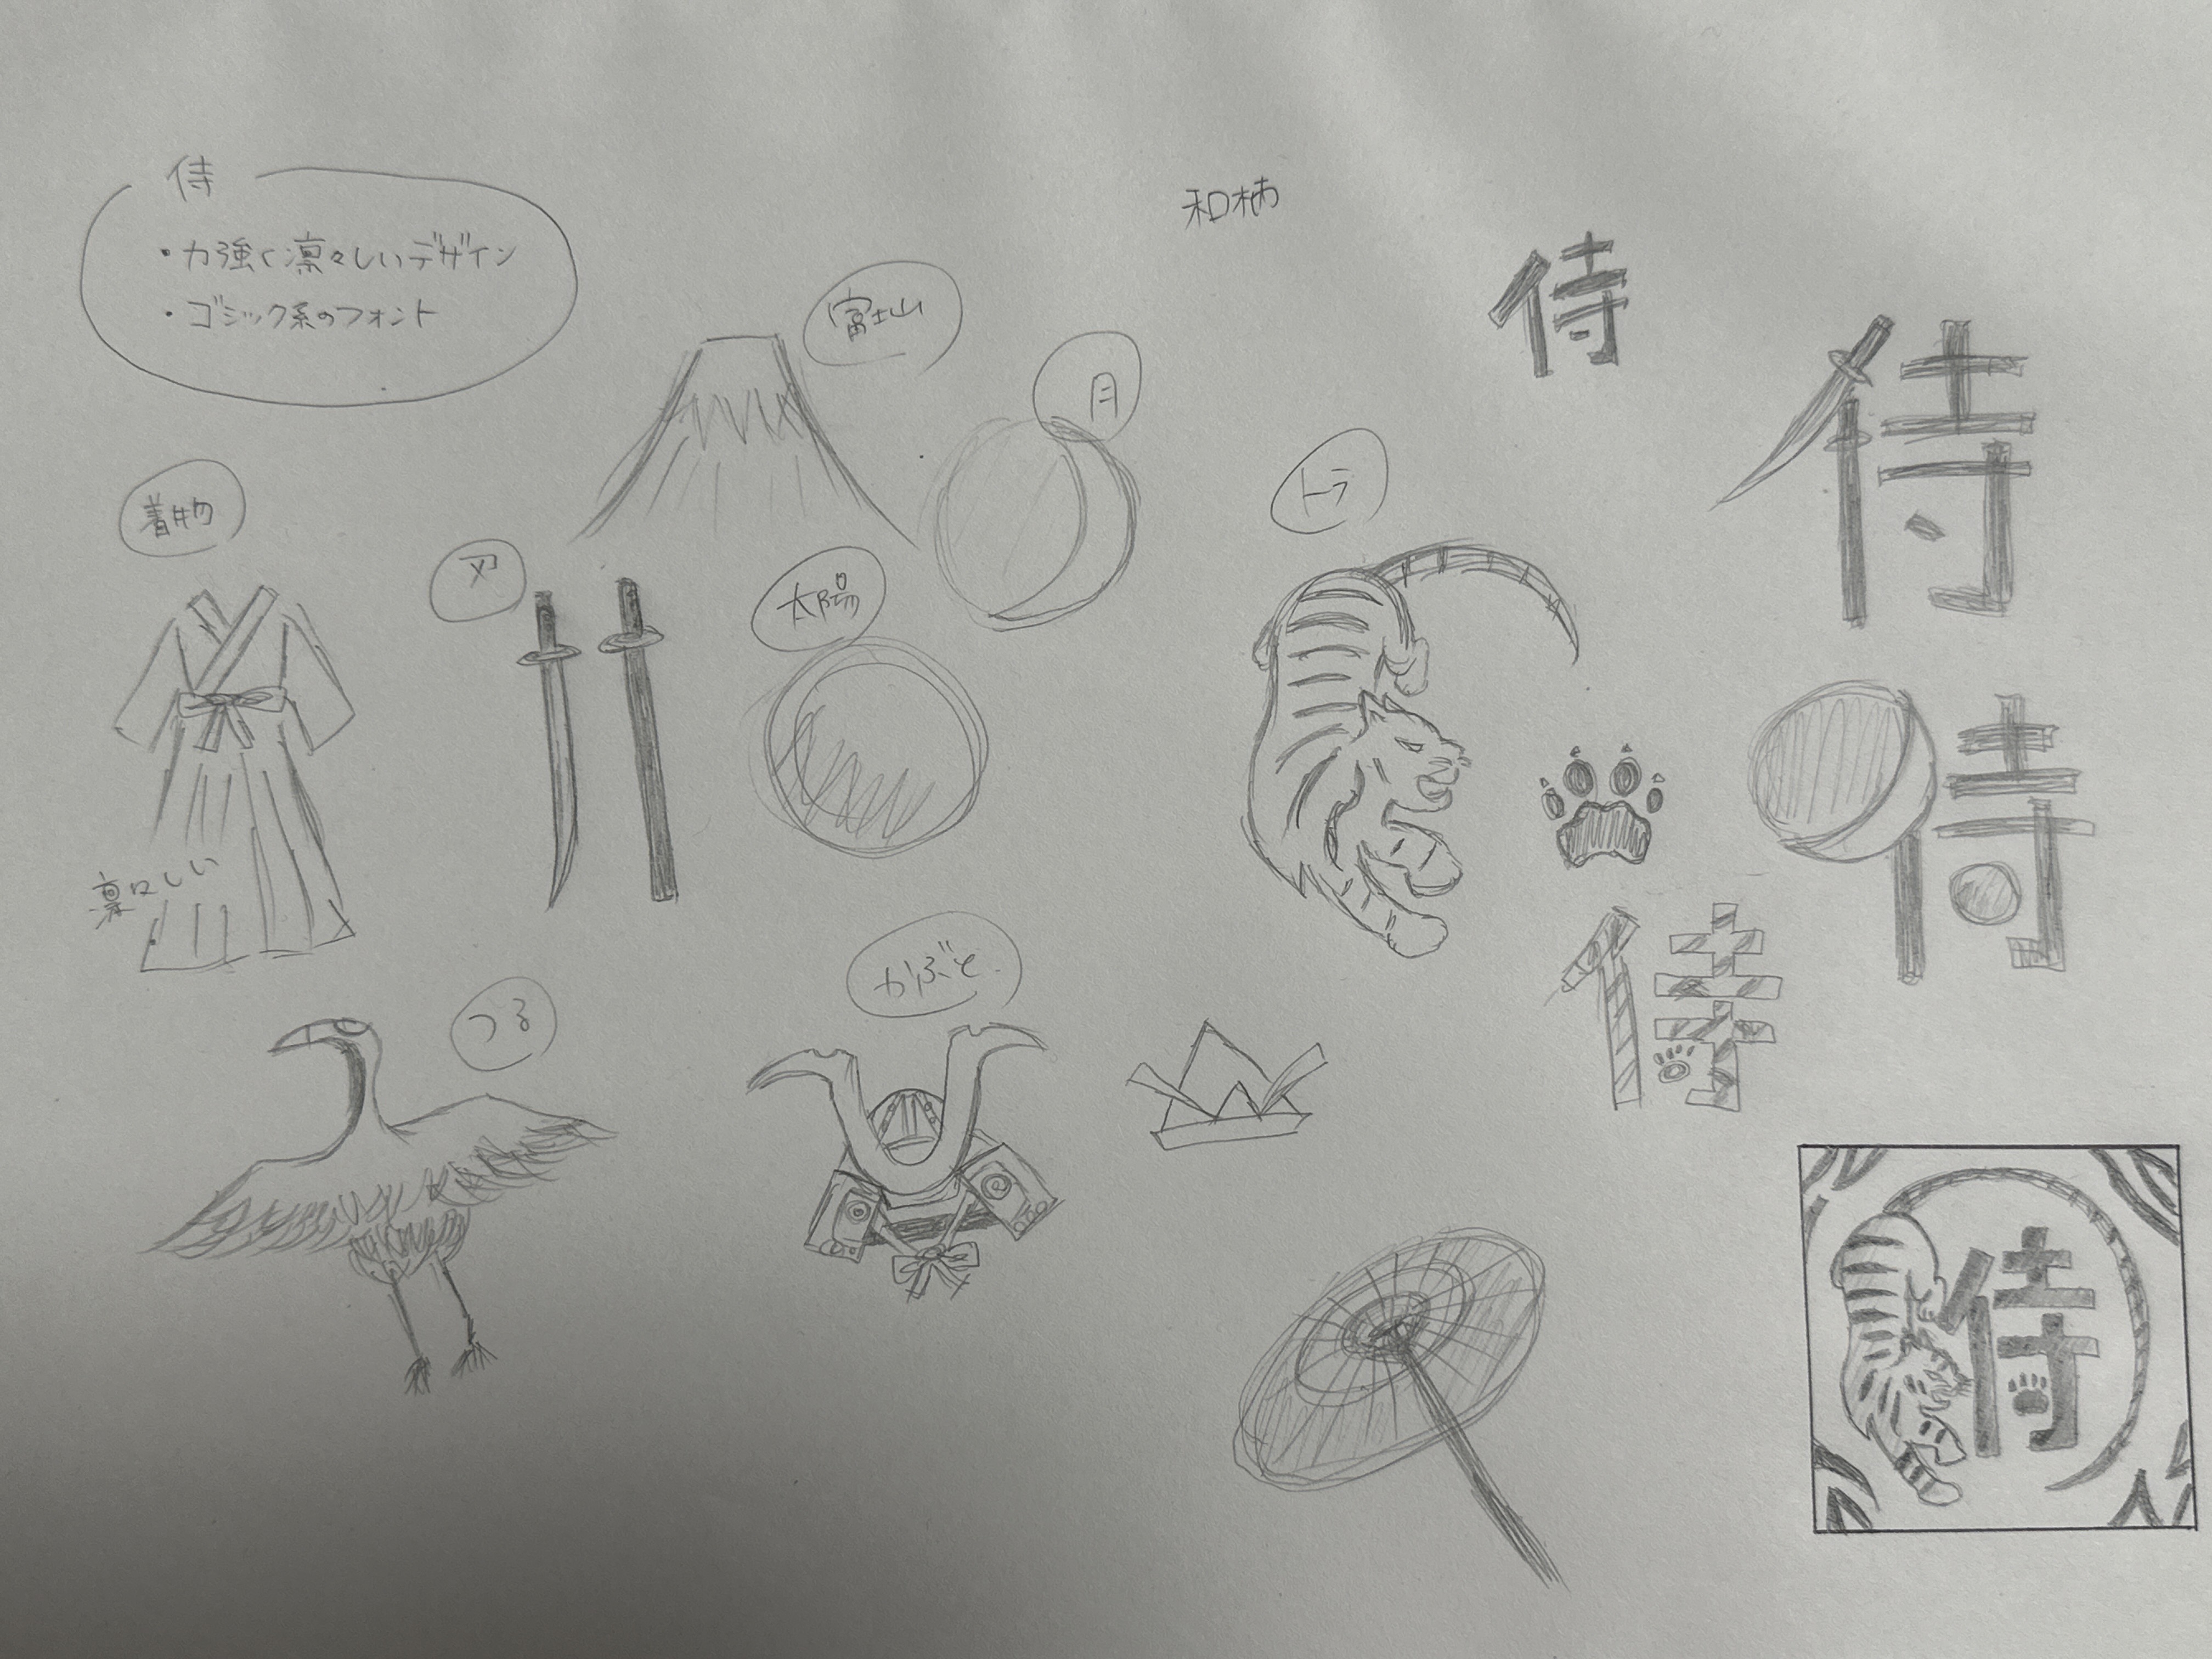 侍
・力強く凛々しいデザイン
・ゴシック系のフォント
和柄
富士山
月
トラ
着物
刀
太陽
凛々しい
つる
かぶと
侍
侍
侍
侍
侍